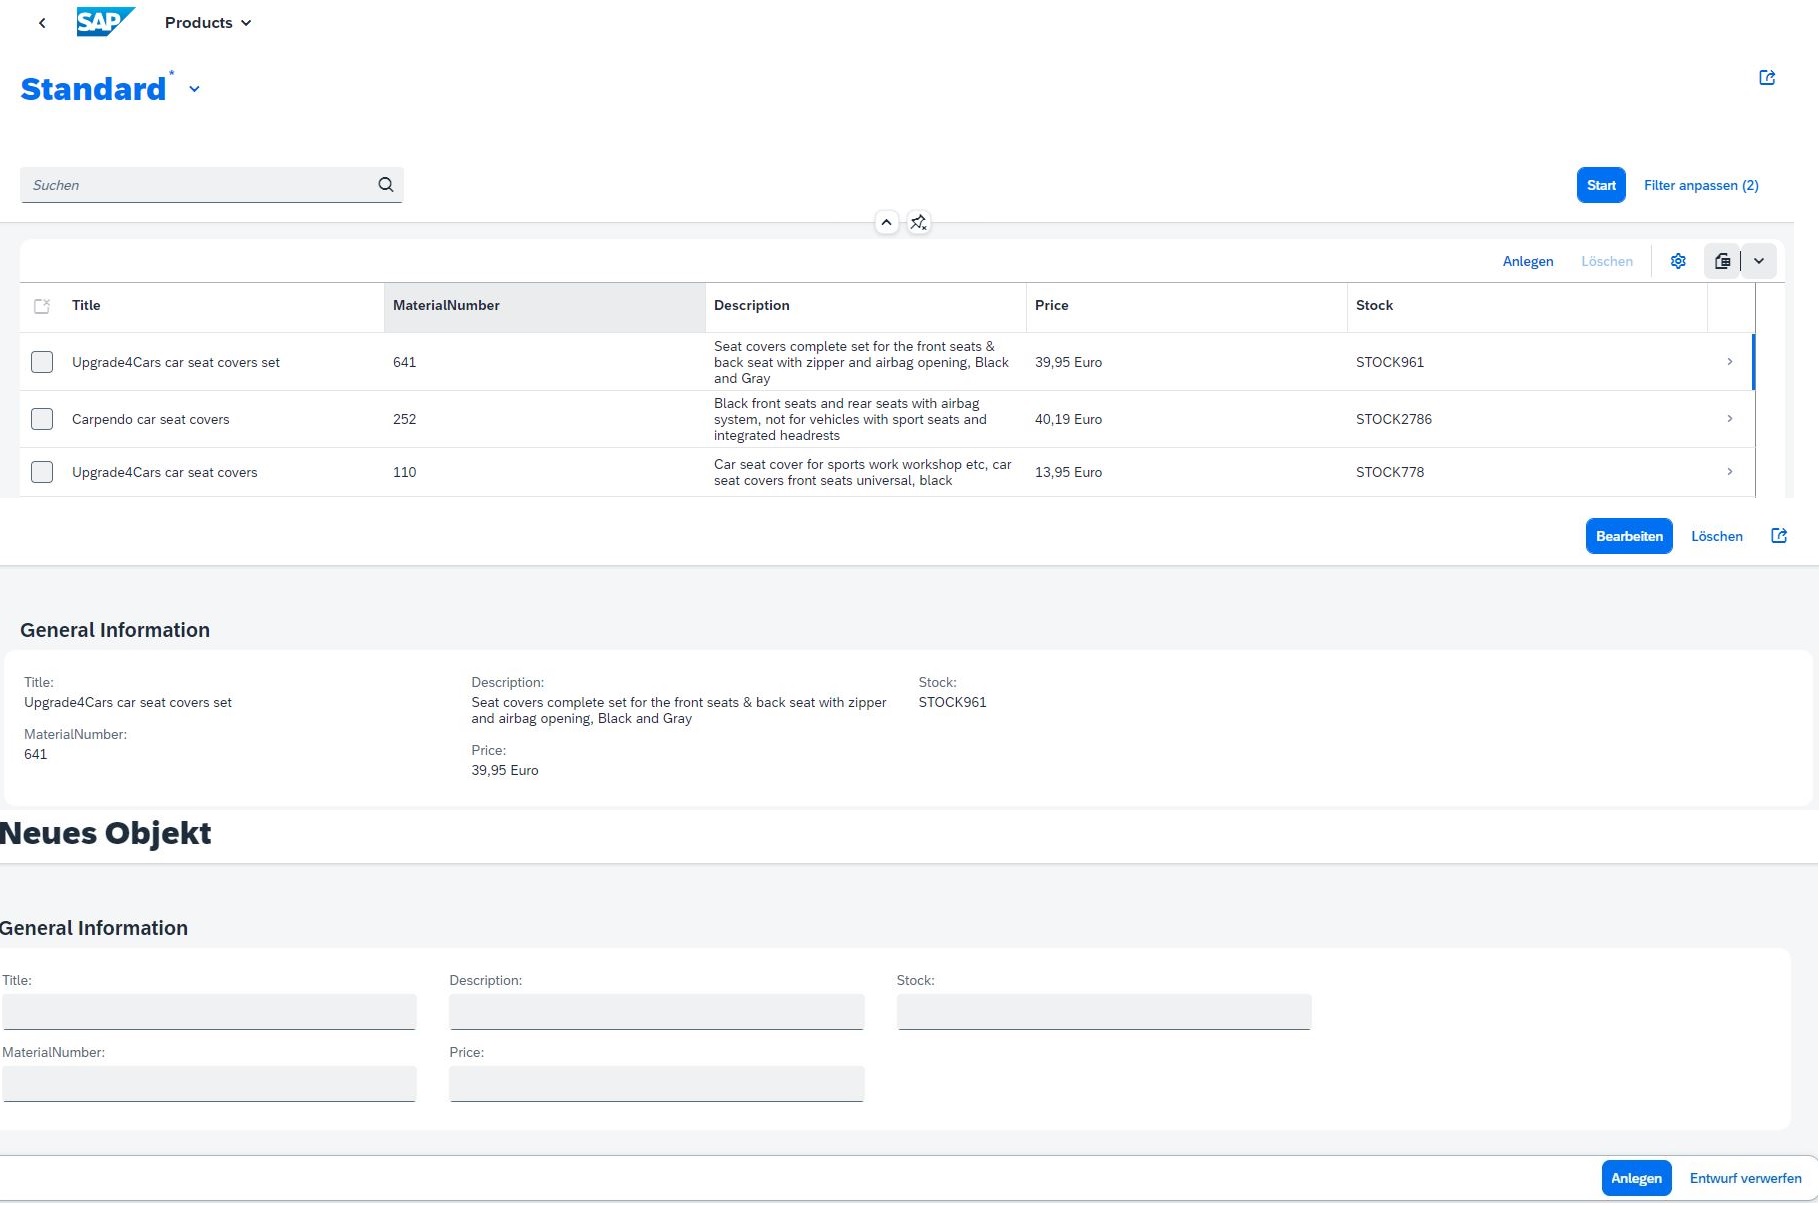 SAP Products
Standard*
Suchen
Start Filter anpassen (2)
Anlegen Löschen
Title MaterialNumber Description Price Stock
Upgrade4Cars car seat covers set 641 Seat covers complete set for the front seats &
back seat with zipper and airbag opening, Black
and Gray 39,95 Euro STOCK961
Carpendo car seat covers 252 Black front seats and rear seats with airbag
system, not for vehicles with sport seats and
integrated headrests 40,19 Euro STOCK2786
Upgrade4Cars car seat covers 110 Car seat cover for sports work workshop etc, car
seat covers front seats universal, black 13,95 Euro STOCK778
Bearbeiten Löschen
General Information
Title:
Upgrade4Cars car seat covers set
MaterialNumber:
641
Description:
Seat covers complete set for the front seats & back seat with zipper
and airbag opening, Black and Gray
Price:
39,95 Euro
Stock:
STOCK961
Neues Objekt
General Information
Title: Description: Stock:
MaterialNumber: Price:
Anlegen Entwurf verwerfen